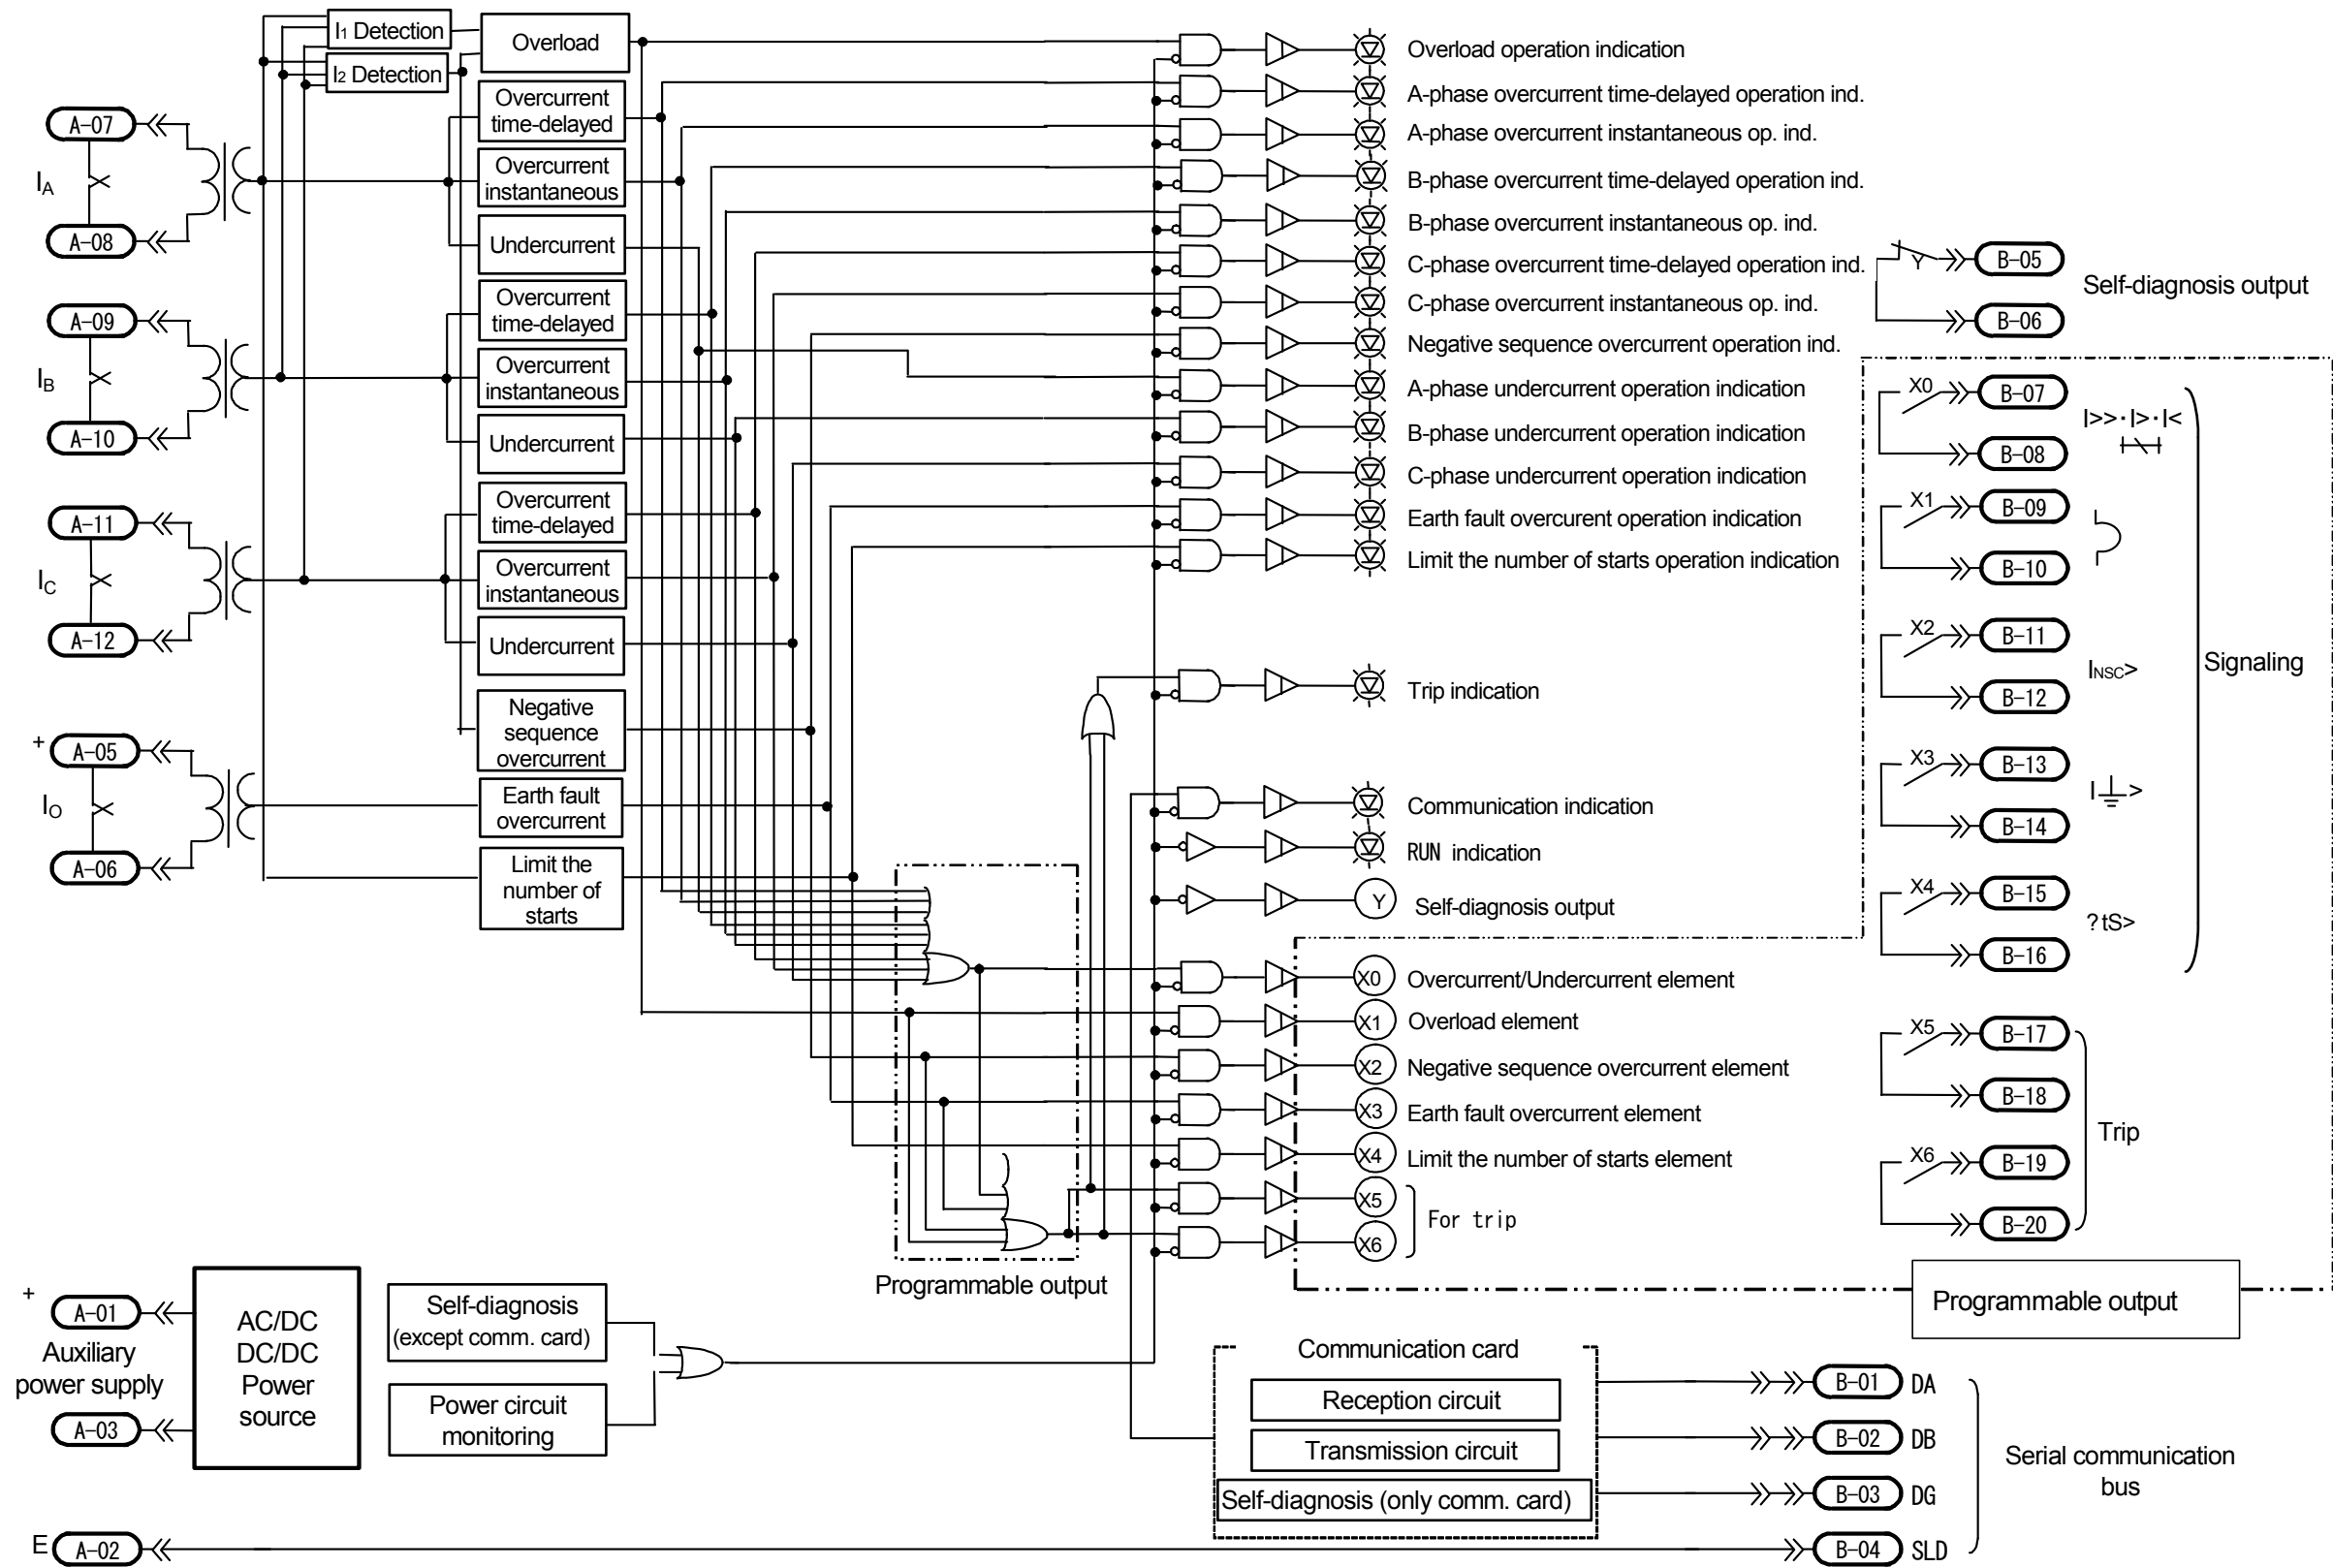 I1 Detection
I2 Detection
Overload
Overcurrent
time-delayed
Overcurrent
instantaneous
Undercurrent
Overcurrent
time-delayed
Overcurrent
instantaneous
Undercurrent
Overcurrent
time-delayed
Overcurrent
instantaneous
Undercurrent
Negative
sequence
overcurrent
Earth fault
overcurrent
Limit the
number of
starts
A-07
IA
A-08
A-09
IB
A-10
A-11
IC
A-12
+
A-05
IO
A-06
Overload operation indication
A-phase overcurrent time-delayed operation ind.
A-phase overcurrent instantaneous op. ind.
B-phase overcurrent time-delayed operation ind.
B-phase overcurrent instantaneous op. ind.
C-phase overcurrent time-delayed operation ind.
C-phase overcurrent instantaneous op. ind.
Negative sequence overcurrent operation ind.
A-phase undercurrent operation indication
B-phase undercurrent operation indication
C-phase undercurrent operation indication
Earth fault overcurent operation indication
Limit the number of starts operation indication
Trip indication
Communication indication
RUN indication
Y
Self-diagnosis output
X0
Overcurrent/Undercurrent element
X1
Overload element
X2
Negative sequence overcurrent element
X3
Earth fault overcurrent element
X4
Limit the number of starts element
X5
X6
For trip
Programmable output
Y
B-05
B-06
Self-diagnosis output
X0
B-07
B-08
I>>·I>·I<
X1
B-09
B-10
X2
B-11
B-12
INSC>
X3
B-13
B-14
I >
X4
B-15
B-16
?tS>
Signaling
X5
B-17
B-18
X6
B-19
B-20
Trip
Programmable output
+
A-01
Auxiliary
power supply
A-03
AC/DC
DC/DC
Power
source
Self-diagnosis
(except comm. card)
Power circuit
monitoring
Communication card
Reception circuit
Transmission circuit
Self-diagnosis (only comm. card)
B-01 DA
B-02 DB
B-03 DG
B-04 SLD
Serial communication
bus
E
A-02